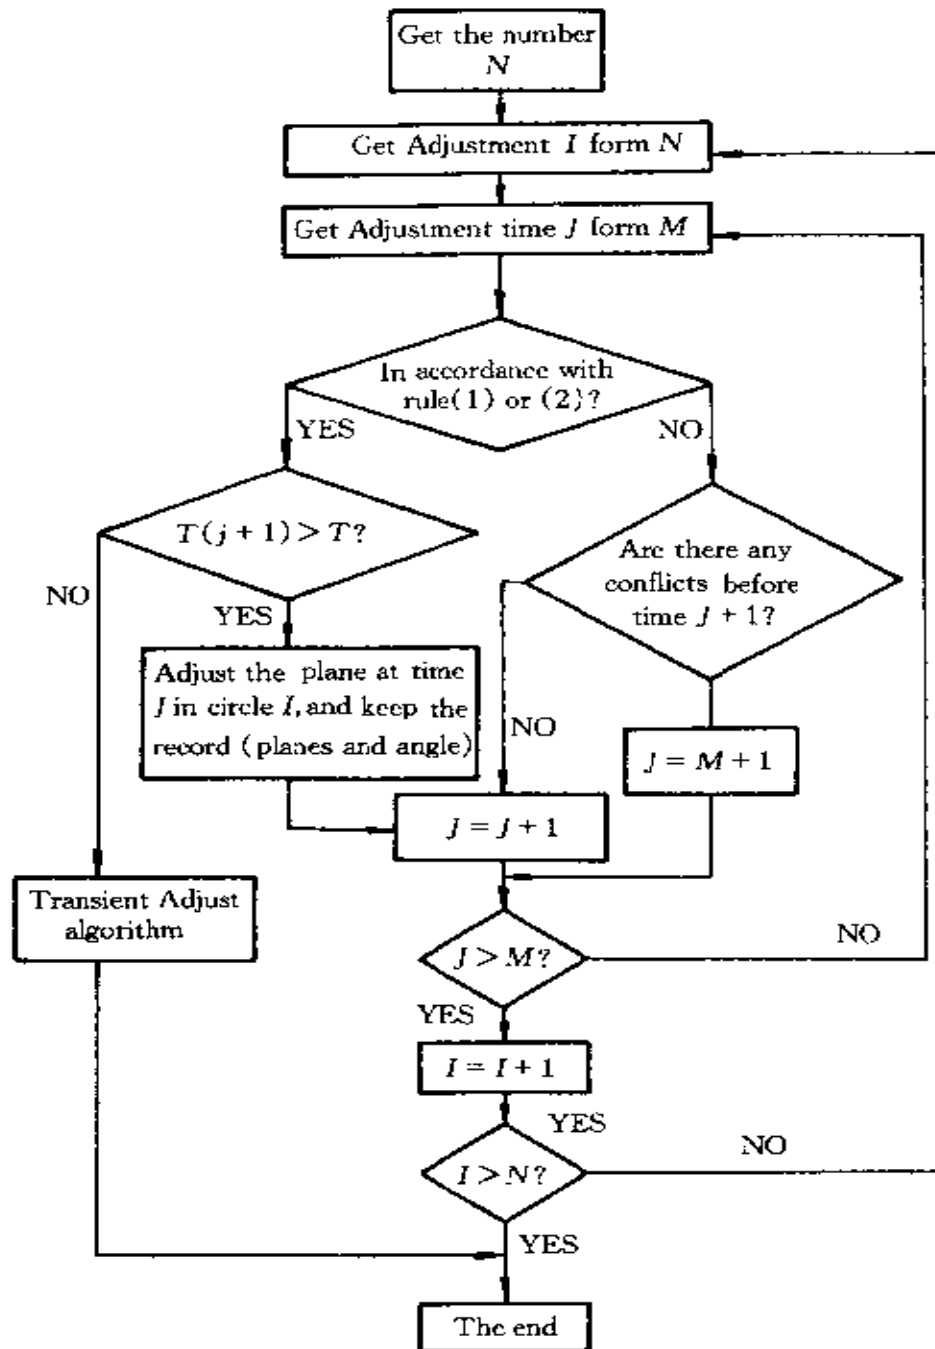 Get the number
N
Get Adjustment I form N
Get Adjustment time J form M
In accordance with
rule(1) or (2)?
YES
NO
T(j+1)>T?
Are there any
conflicts before
time J+1?
NO
YES
Adjust the plane at time
J in circle I, and keep the
record (planes and angle)
NO
J=M+1
J=J+1
Transient Adjust
algorithm
J>M?
NO
YES
I=I+1
YES
I>N?
NO
YES
The end